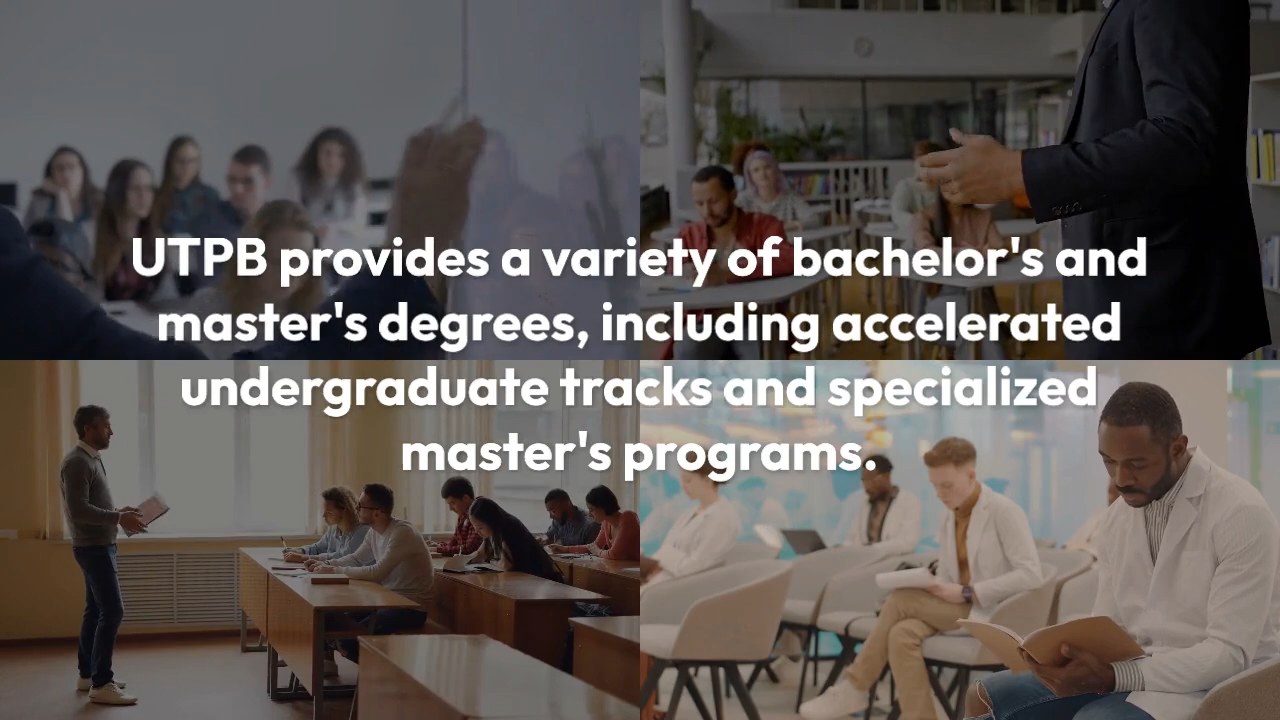 UTPB provides a variety of bachelor's and
master's degrees, including accelerated
undergraduate tracks and specialized
master's programs.